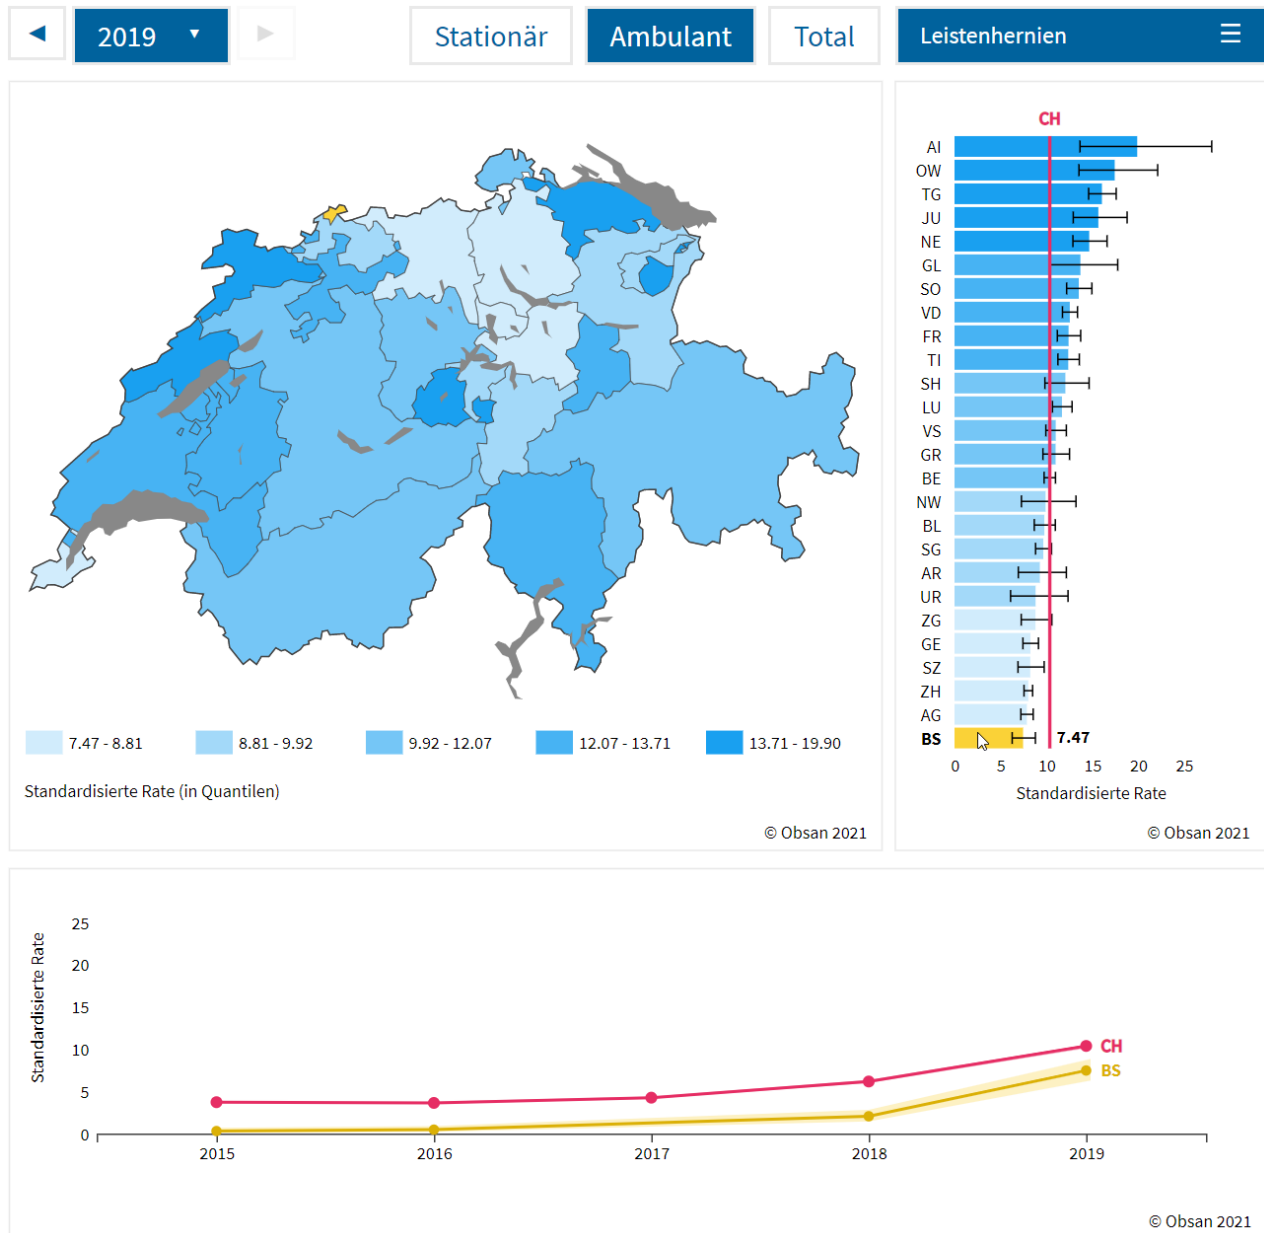 2019
Stationär
Ambulant
Total
Leistenhernien
7.47 - 8.81
8.81 - 9.92
9.92 - 12.07
12.07 - 13.71
13.71 - 19.90
Standardisierte Rate (in Quantilen)
© Obsan 2021
CH
AI
OW
TG
JU
NE
GL
SO
VD
FR
TI
SH
LU
VS
GR
BE
NW
BL
SG
AR
UR
ZG
GE
SZ
ZH
AG
BS 7.47
0 5 10 15 20 25
Standardisierte Rate
© Obsan 2021
Standardisierte Rate
25
20
15
10
5
0
CH
BS
2015 2016 2017 2018 2019
© Obsan 2021